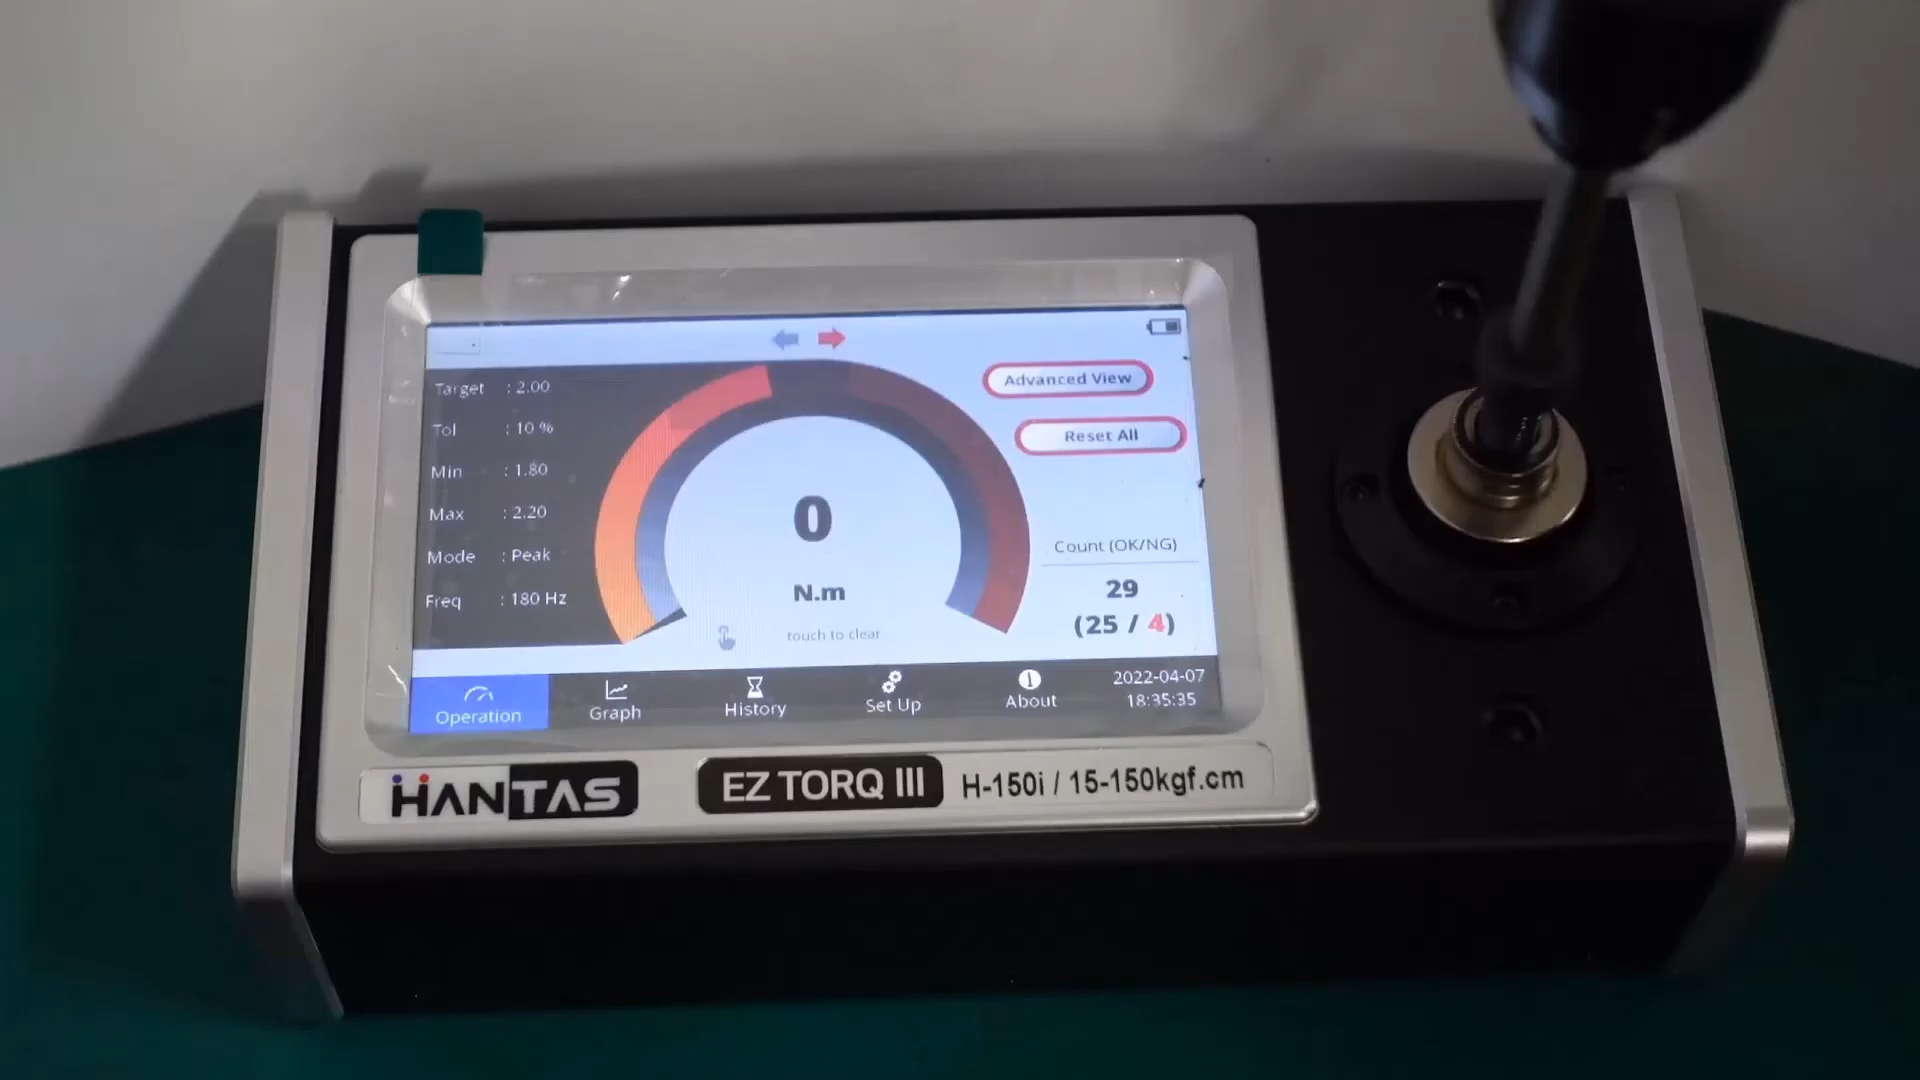 Target : 2.00
Tol : 10 %
Min : 1.80
Max : 2.20
Mode : Peak
Freq : 180 Hz
0
N.m
touch to clear
Advanced View
Reset All
Count (OK/NG)
29
(25 / 4)
Operation
Graph
History
Set Up
About
2022-04-07
18:35:35
HANTAS
EZ TORQ III
H-150i / 15-150kgf.cm